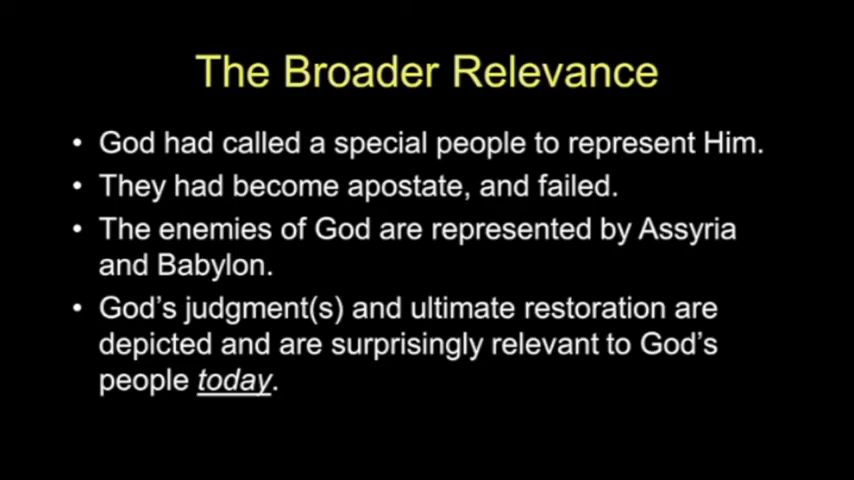 The Broader Relevance
• God had called a special people to represent Him.
• They had become apostate, and failed.
• The enemies of God are represented by Assyria
and Babylon.
• God's judgment(s) and ultimate restoration are
depicted and are surprisingly relevant to God's
people today.